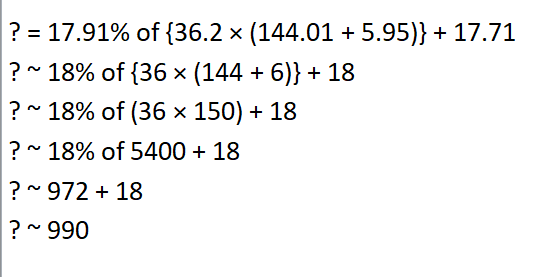 ? = 17.91% of {36.2 × (144.01 + 5.95)} + 17.71
? ~ 18% of {36 × (144 + 6)} + 18
? ~ 18% of (36 × 150) + 18
? ~ 18% of 5400 + 18
? ~ 972 + 18
? ~ 990